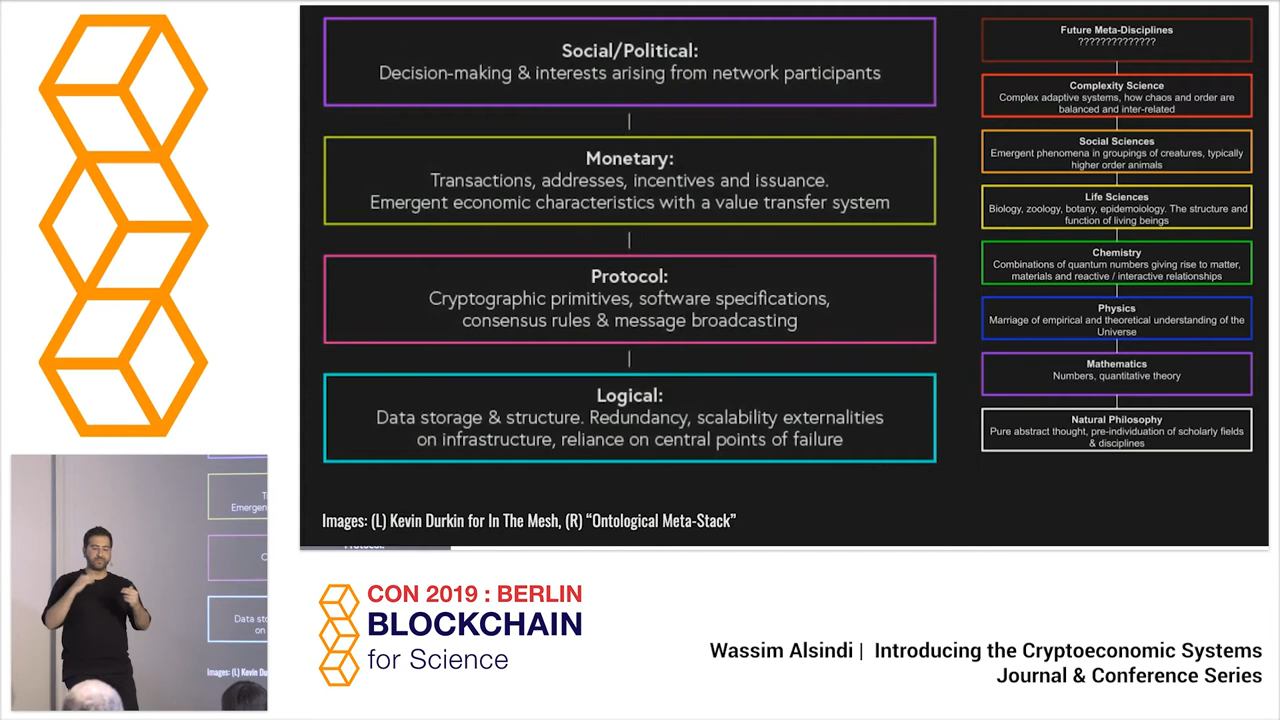 Social/Political:
Decision-making & interests arising from network participants
Monetary:
Transactions, addresses, incentives and issuance.
Emergent economic characteristics with a value transfer system
Protocol:
Cryptographic primitives, software specifications,
consensus rules & message broadcasting
Logical:
Data storage & structure. Redundancy, scalability externalities
on infrastructure, reliance on central points of failure
Images: (L) Kevin Durkin for In The Mesh, (R) “Ontological Meta-Stack”
Future Meta-Disciplines
??????????????
Complexity Science
Complex adaptive systems, how chaos and order are
balanced and inter-related
Social Sciences
Emergent phenomena in groupings of creatures, typically
higher order animals
Life Sciences
Biology, zoology, botany, epidemoiology. The structure and
function of living beings
Chemistry
Combinations of quantum numbers giving rise to matter,
materials and reactive / interactive relationships
Physics
Marriage of empirical and theoretical understanding of the
Universe
Mathematics
Numbers, quantitative theory
Natural Philosophy
Pure abstract thought, pre-individuation of scholarly fields
& disciplines
Emergen
Data sto
on
Images: (L) Kevin Du
CON 2019 : BERLIN
BLOCKCHAIN
for Science
Wassim Alsindi | Introducing the Cryptoeconomic Systems
Journal & Conference Series